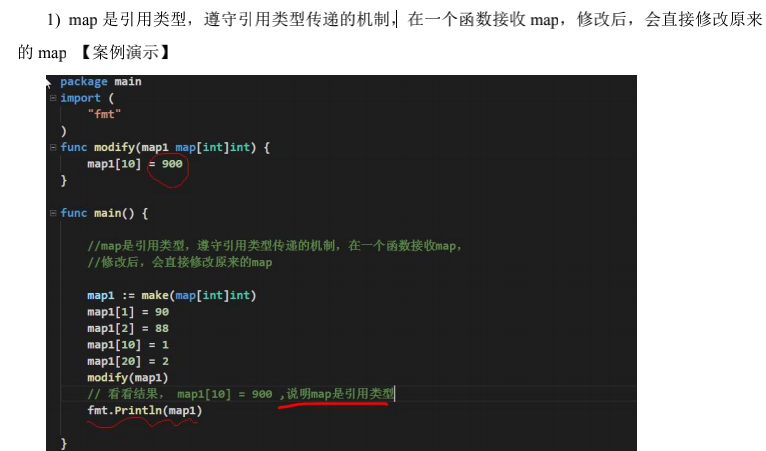 1) map 是引用类型，遵守引用类型传递的机制，在一个函数接收 map，修改后，会直接修改原来
的 map 【案例演示】
package main
import (
"fmt"
)
func modify(map1 map[int]int) {
map1[10] = 900
}
func main() {
//map是引用类型，遵守引用类型传递的机制，在一个函数接收map，
//修改后，会直接修改原来的map
map1 := make(map[int]int)
map1[1] = 90
map1[2] = 88
map1[10] = 1
map1[20] = 2
modify(map1)
// 看看结果， map1[10] = 900 ,说明map是引用类型
fmt.Println(map1)
}